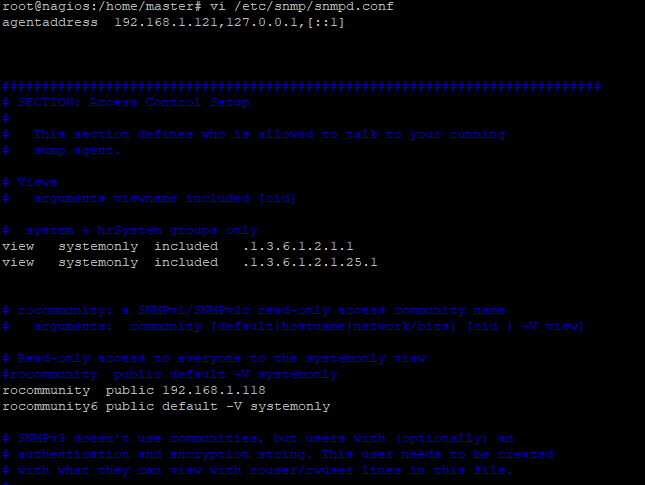 root@nagios:/home/master# vi /etc/snmp/snmpd.conf
agentaddress  192.168.1.121,127.0.0.1,[::1]
###########################################################################
# SECTION: Access Control Setup
#
#   This section defines who is allowed to talk to your running
#   snmp agent.
# Views
#   arguments viewname included [oid]
#  system + hrSystem groups only
view   systemonly  included   .1.3.6.1.2.1.1
view   systemonly  included   .1.3.6.1.2.1.25.1
# rocommunity: a SNMPv1/SNMPv2c read-only access community name
#   arguments:  community [default|hostname|network/bits] [oid | -V view]
# Read-only access to everyone to the systemonly view
#rocommunity  public default -V systemonly
rocommunity  public 192.168.1.118
rocommunity6 public default -V systemonly
# SNMPv3 doesn't use communities, but users with (optionally) an
# authentication and encryption string. This user needs to be created
# with what they can view with rouser/rwuser lines in this file.
#